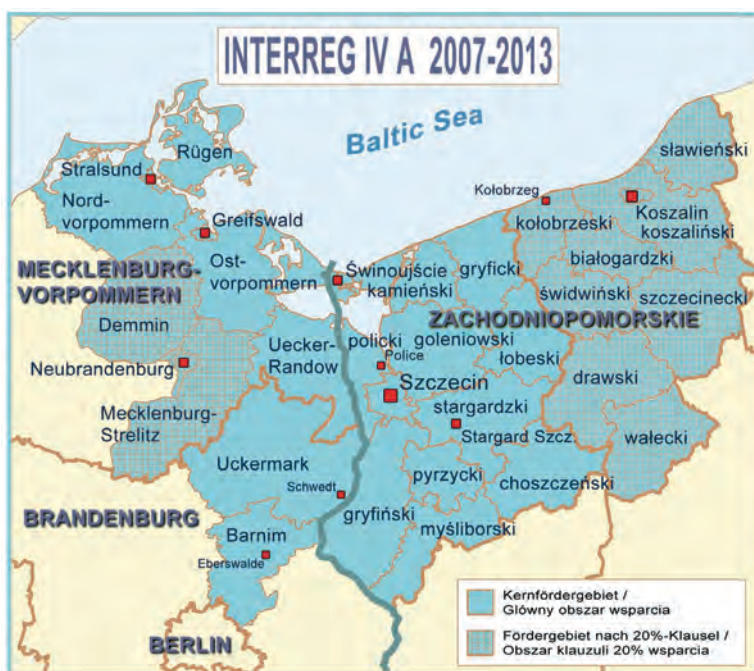 INTERREG IV A 2007-2013
Baltic Sea
Rügen
Stralsund
Nord-
vorpommern
Greifswald
sławieński
Kołobrzeg
Koszalin
kołobrzeski
koszaliński
MECKLENBURG-
VORPOMMERN
Ost-
vorpommern
Świnoujście
kamieński
gryficki
białogardzki
świdwiński
szczecinecki
ZACHODNIOPOMORSKIE
Demmin
policki
goleniowski
Police
łobeski
Neubrandenburg
Uecker-
Randow
Szczecin
drawski
Mecklenburg-
Strelitz
stargardzki
Stargard Szcz.
wałecki
Uckermark
Schwedt
pyrzycki
choszczeński
BRANDENBURG
gryfiński
myśliborski
Barnim
Eberswalde
BERLIN
Kernfördergebiet /
Glówny obszar wsparcia
Fördergebiet nach 20%-Klausel /
Obszar klauzuli 20% wsparcia